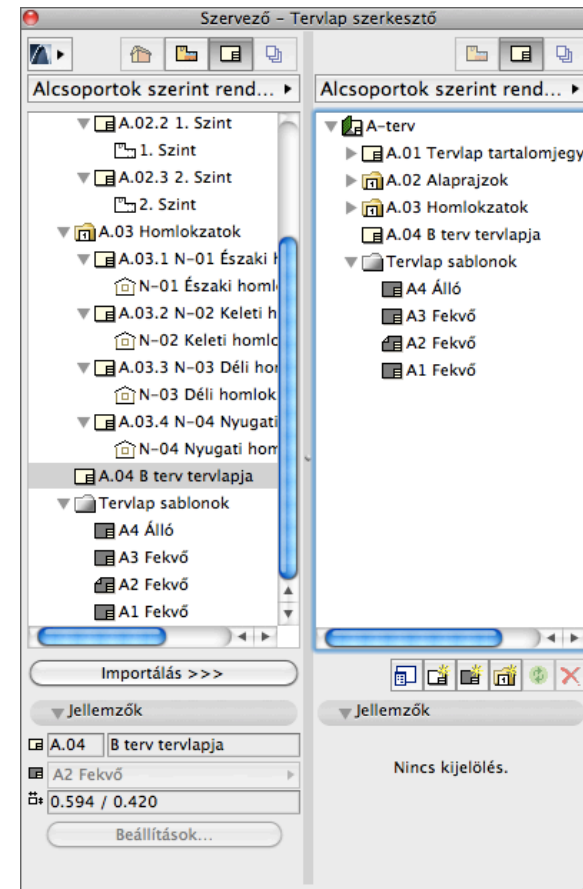 Szervező – Tervlap szerkesztő
Alcsoportok szerint rend...
A.02.2 1. Szint
1. Szint
A.02.3 2. Szint
2. Szint
A.03 Homlokzatok
A.03.1 N–01 Északi h
N–01 Északi homl
A.03.2 N–02 Keleti h
N–02 Keleti homlo
A.03.3 N–03 Déli hor
N–03 Déli homlok
A.03.4 N–04 Nyugati
N–04 Nyugati hom
A.04 B terv tervlapja
Tervlap sablonok
A4 Álló
A3 Fekvő
A2 Fekvő
A1 Fekvő
Importálás >>>
Jellemzők
A.04 B terv tervlapja
A2 Fekvő
0.594 / 0.420
Beállítások...
Alcsoportok szerint rend...
A–terv
A.01 Tervlap tartalomjegy
A.02 Alaprajzok
A.03 Homlokzatok
A.04 B terv tervlapja
Tervlap sablonok
A4 Álló
A3 Fekvő
A2 Fekvő
A1 Fekvő
Jellemzők
Nincs kijelölés.